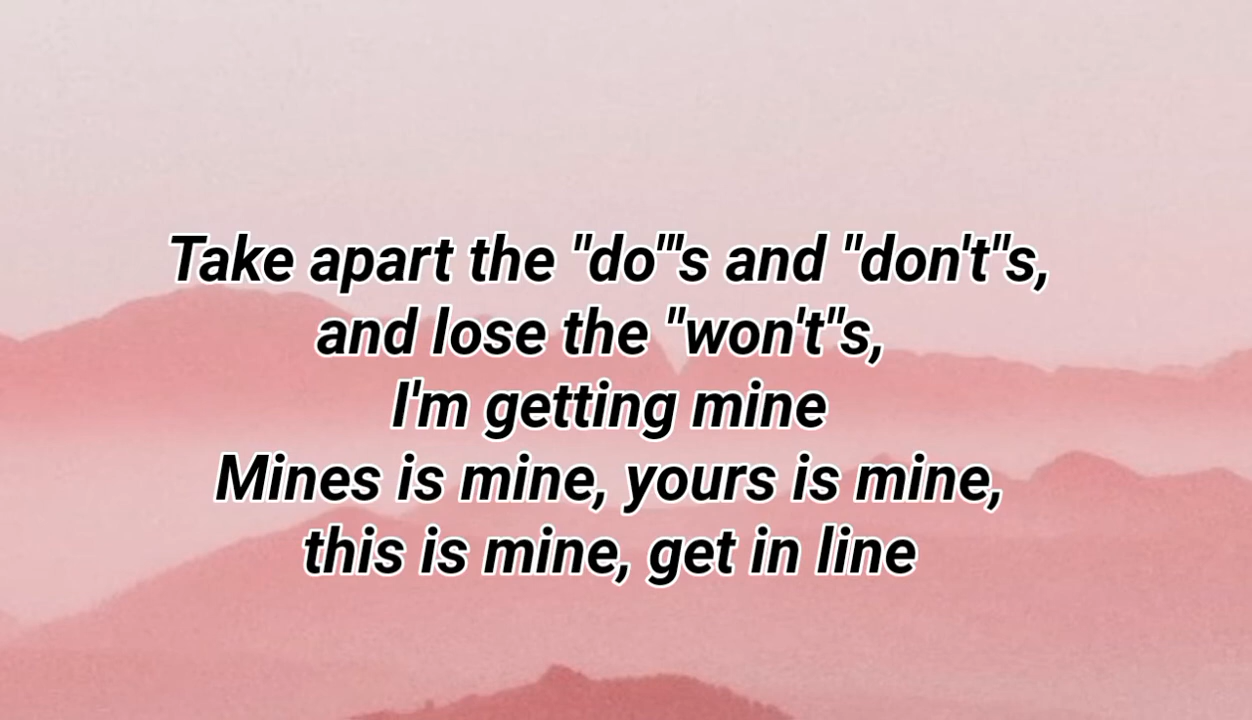 Take apart the "do"'s and "don't"s,
and lose the "won't"s,
I'm getting mine
Mines is mine, yours is mine,
this is mine, get in line